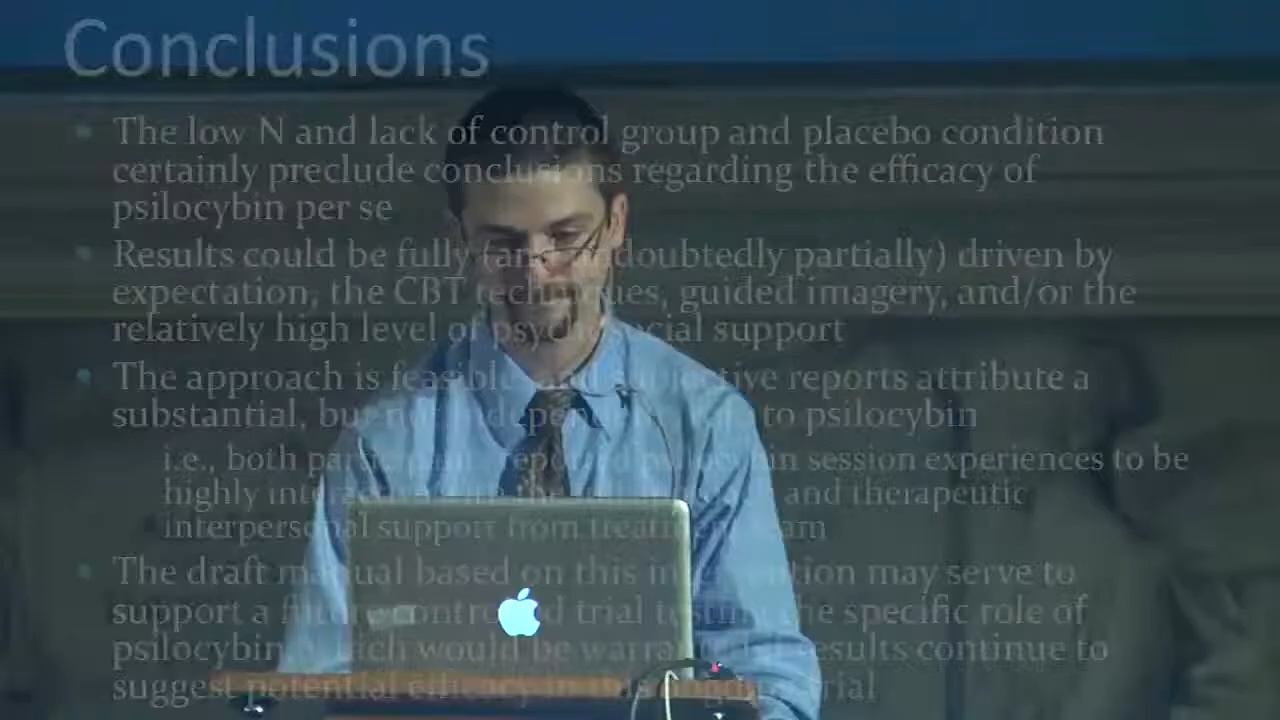 Conclusions
The low N and lack of control group and placebo condition
certainly preclude conclusions regarding the efficacy of
psilocybin per se
Results could be fully (and undoubtedly partially) driven by
expectation, the CBT techniques, guided imagery, and/or the
relatively high level of psychosocial support
The approach is feasible and subjective reports attribute a
substantial, but not independent to psilocybin
i.e., both participants reported psilocybin session experiences to be
highly and therapeutic
interpersonal support from treatment team
The draft manual based on this intervention may serve to
support a future controlled trial testing the specific role of
psilocybin which would be warranted if results continue to
suggest potential efficacy in this ongoing trial